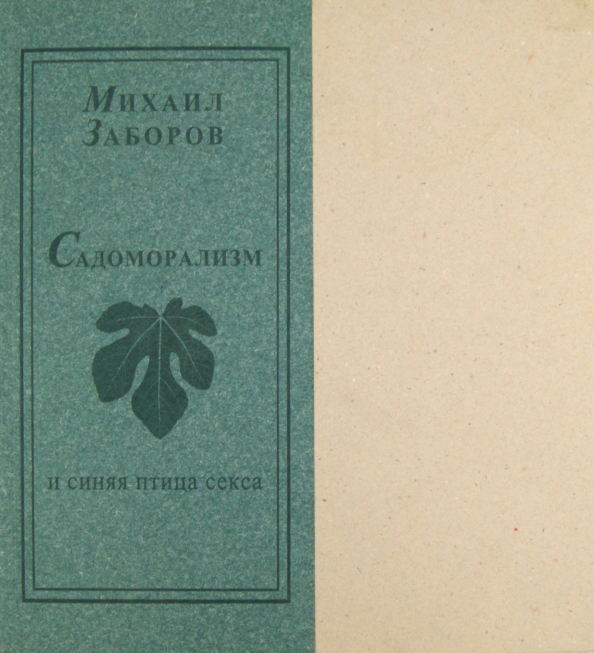 Михаил
Заборов
Садоморализм
и синяя птица секса